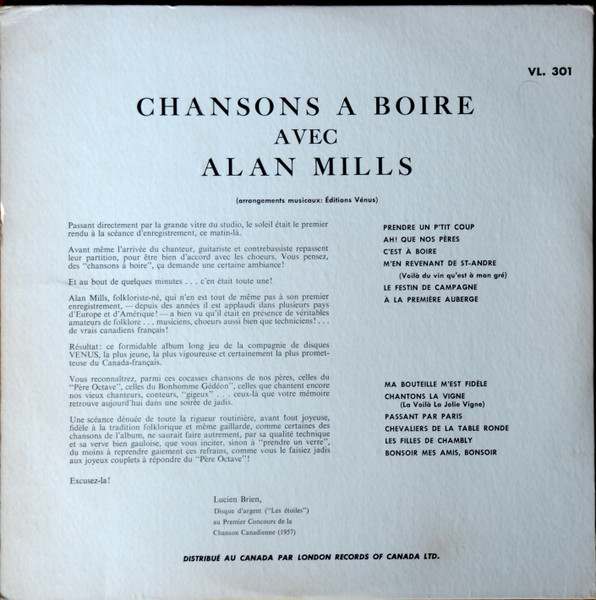 VL. 301
CHANSONS A BOIRE
AVEC
ALAN MILLS
(arrangements musicaux: Éditions Vénus)
Passant directement par la grande vitre du studio, le soleil était le premier
rendu à la scéance d'enregistrement, ce matin-là.
Avant même l'arrivée du chanteur, guitariste et contrebassiste repassent
leur partition, pour être bien d'accord avec les choeurs. Vous pensez,
des "chansons à boire", ça demande une certaine ambiance!
Et au bout de quelques minutes . . . c'en était toute une!
Alan Mills, folkloriste-né, qui n'en est tout de même pas à son premier
enregistrement, — depuis des années il est applaudi dans plusieurs pays
d'Europe et d'Amérique! — a bien vu qu'il était en présence de véritables
amateurs de folklore . . . musiciens, choeurs aussi bien que techniciens! . . .
de vrais canadiens français!
Résultat: ce formidable album long jeu de la compagnie de disques
VENUS, la plus jeune, la plus vigoureuse et certainement la plus promet-
teuse du Canada-français.
Vous reconnaîtrez, parmi ces cocasses chansons de nos pères, celles du
"Père Octave", celles du Bonhomme Gédéon", celles que chantent encore
nos vieux chanteurs, conteurs, "gigeux" . . . ceux-là que votre mémoire
retrouve aujourd'hui dans une soirée de jadis.
Une scéance dénuée de toute la rigueur routinière, avant tout joyeuse,
fidèle à la tradition folklorique et même gaillarde, comme certaines des
chansons de l'album, ne saurait faire autrement, par sa qualité technique
et sa verve bien gauloise, que vous inciter, sinon à "prendre un verre",
du moins à reprendre gaiement ces refrains, comme vous le faisiez jadis
aux joyeux couplets à répondre du "Père Octave"!
Excusez-la!
Lucien Brien,
Disque d'argent ("Les étoiles")
au Premier Concours de la
Chanson Canadienne (1957)
PRENDRE UN P'TIT COUP
AH! QUE NOS PÈRES
C'EST À BOIRE
M'EN REVENANT DE ST-ANDRE
(Voilà du vin qu'est à mon gré)
LE FESTIN DE CAMPAGNE
À LA PREMIÈRE AUBERGE
MA BOUTEILLE M'EST FIDÈLE
CHANTONS LA VIGNE
(La Voilà La Jolie Vigne)
PASSANT PAR PARIS
CHEVALIERS DE LA TABLE RONDE
LES FILLES DE CHAMBLY
BONSOIR MES AMIS, BONSOIR
DISTRIBUÉ AU CANADA PAR LONDON RECORDS OF CANADA LTD.